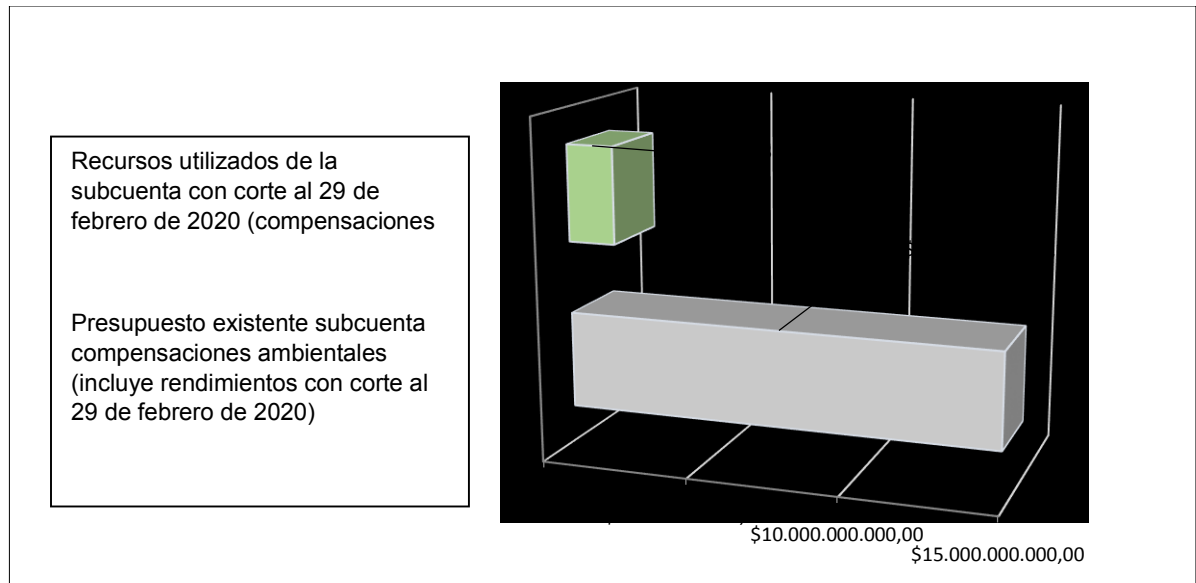 Recursos utilizados de la
subcuenta con corte al 29 de
febrero de 2020 (compensaciones
Presupuesto existente subcuenta
compensaciones ambientales
(incluye rendimientos con corte al
29 de febrero de 2020)
$10.000.000.000,00
$15.000.000.000,00